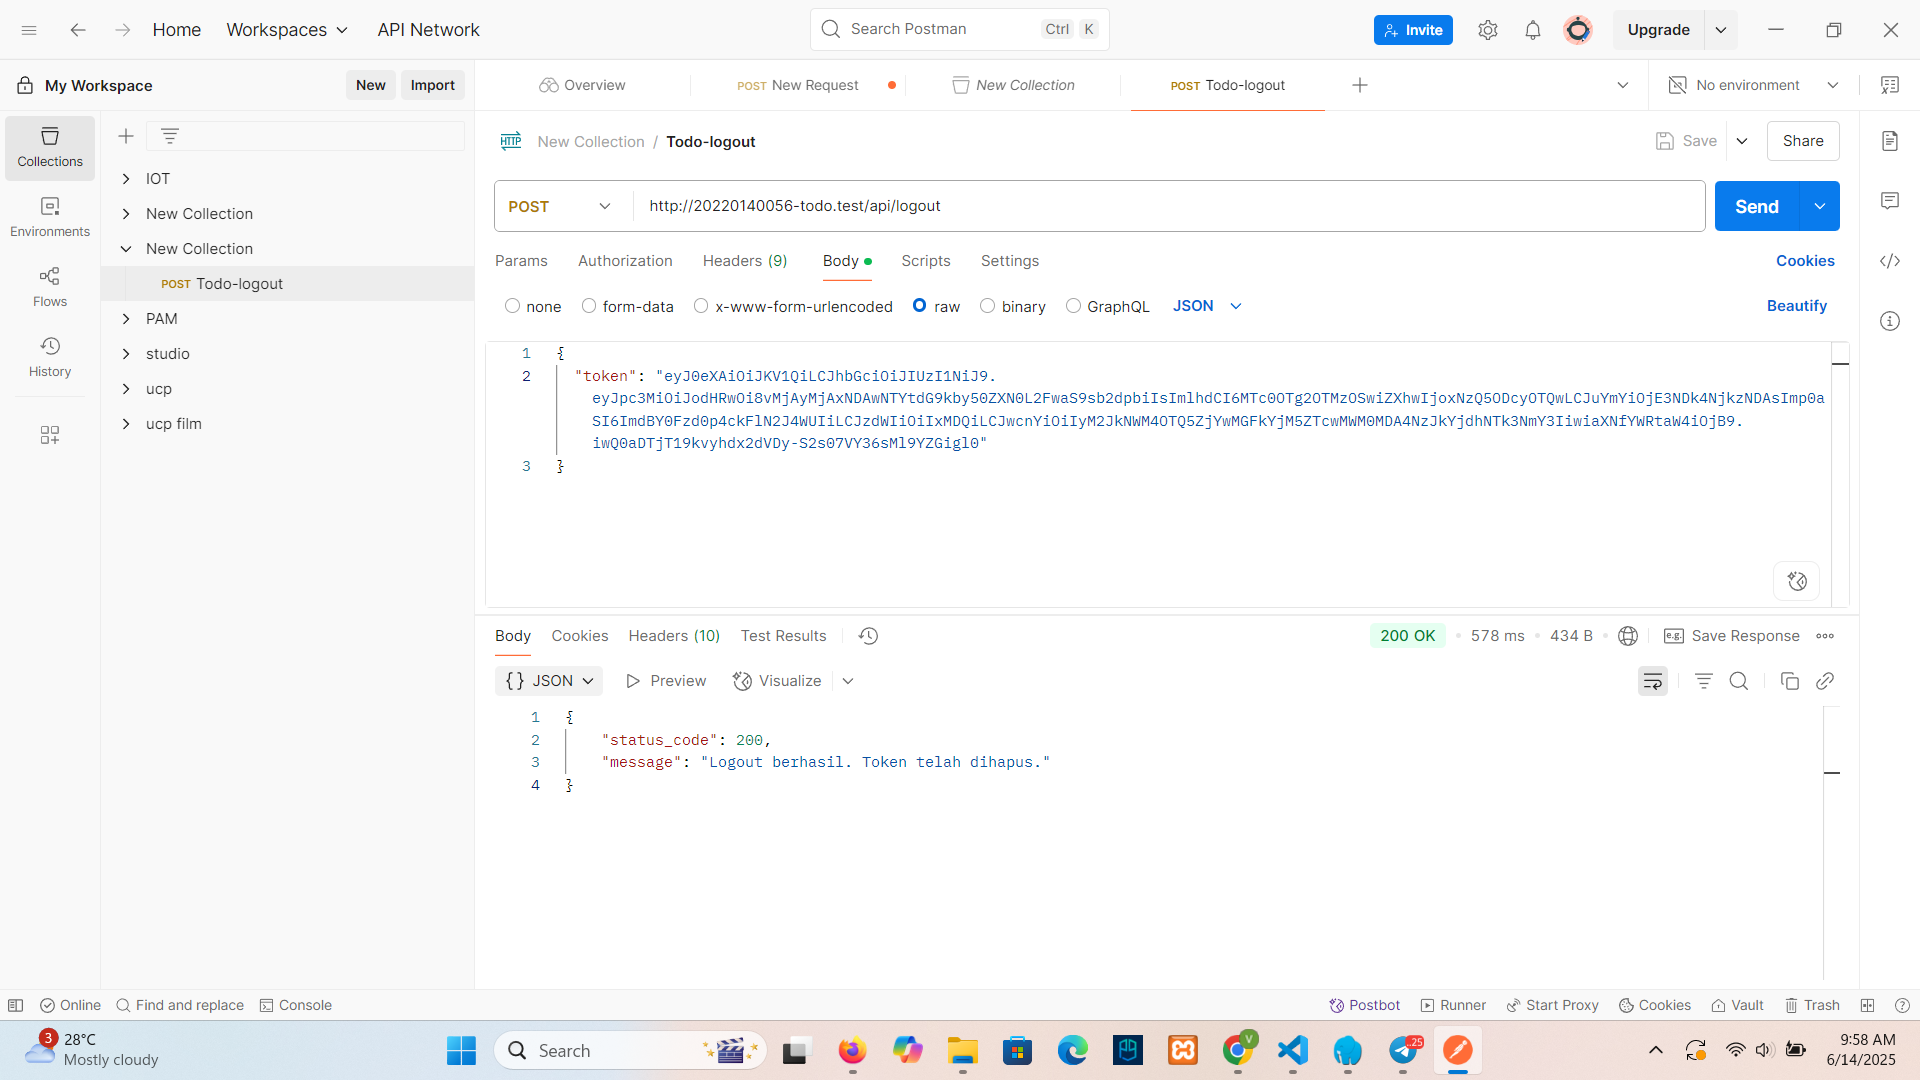 Home
Workspaces
API Network
Search Postman
Ctrl
K
Invite
Upgrade
My Workspace
New
Import
Overview
POST New Request
New Collection
POST Todo-logout
No environment
Collections
Environments
Flows
History
IOT
New Collection
New Collection
POST Todo-logout
PAM
studio
ucp
ucp film
HTTP
New Collection / Todo-logout
Save
Share
POST
http://20220140056-todo.test/api/logout
Send
Params
Authorization
Headers (9)
Body
Scripts
Settings
Cookies
none
form-data
x-www-form-urlencoded
raw
binary
GraphQL
JSON
Beautify
1 {
2 "token": "eyJ0eXAiOiJKV1QiLCJhbGciOiJIUzI1NiJ9.
eyJpc3MiOiJodHRwOi8vMjAyMjAxNDAwNTYtdG9kby50ZXN0L2FwaS9sb2dpbiIsImlhdCI6MTc0OTg2OTMzOSwiZXhwIjoxNzQ5ODcyOTQwLCJuYmYiOjE3NDk4NjkzNDAsImp0a
SI6ImdBY0Fzd0p4ckFlN2J4WUIiLCJzdWIiOiIxMDQiLCJwcnYiOiIyM2JkNWM4OTQ5ZjYwMGFkYjM5ZTcwMWM0MDA4NzJkYjdhNTk3NmY3IiwiaXNfYWRtaW4iOjB9.
iwQ0aDTjT19kvyhdx2dVDy-S2s07VY36sMl9YZGigl0"
3 }
Body
Cookies
Headers (10)
Test Results
200 OK
578 ms
434 B
e.g.
Save Response
{} JSON
Preview
Visualize
1 {
2 "status_code": 200,
3 "message": "Logout berhasil. Token telah dihapus."
4 }
Online
Find and replace
Console
Postbot
Runner
Start Proxy
Cookies
Vault
Trash
3
28°C
Mostly cloudy
Search
V
..25
9:58 AM
6/14/2025